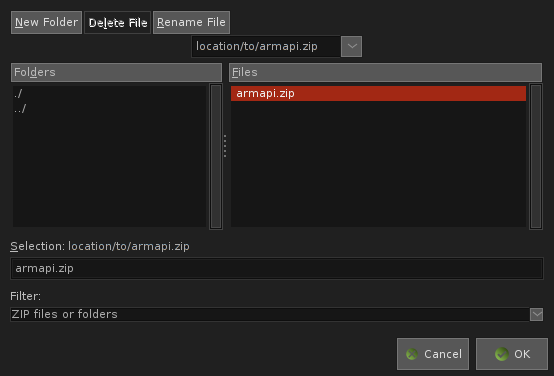 New Folder Delete File Rename File
location/to/armapi.zip
Folders Files
./ armapi.zip
../
Selection: location/to/armapi.zip
armapi.zip
Filter:
ZIP files or folders
Cancel OK